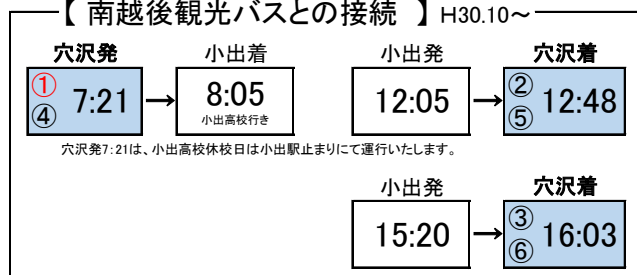 【 南越後観光バスとの接続 】 H30.10～
穴沢発 小出着 小出発 穴沢着
① ④ 7:21 → 8:05 小出高校行き 12:05 → ② ⑤ 12:48
穴沢発7:21は、小出高校休校日は小出駅止まりにて運行いたします。
小出発 穴沢着
15:20 → ③ ⑥ 16:03